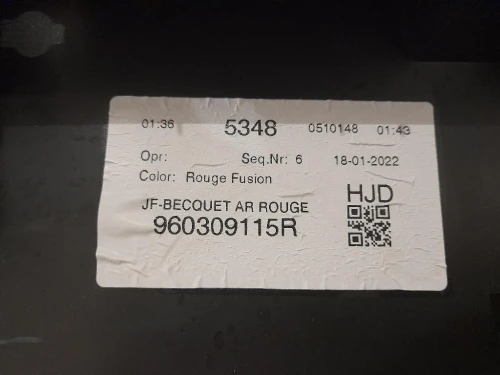 01:36 5348 0510148 01:43
Opr: Seq.Nr: 6 18-01-2022
Color: Rouge Fusion
HJD
JF-BECQUET AR ROUGE
960309115R